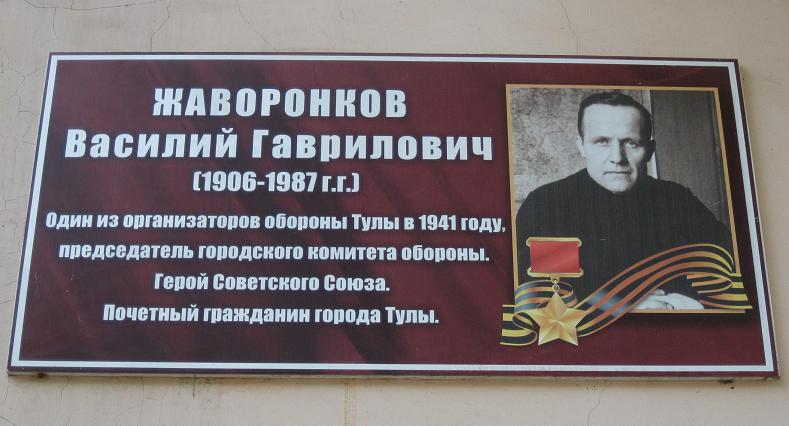 ЖАВОРОНКОВ
Василий Гаврилович
(1906-1987 г.г.)
Один из организаторов обороны Тулы в 1941 году,
председатель городского комитета обороны.
Герой Советского Союза.
Почетный гражданин города Тулы.